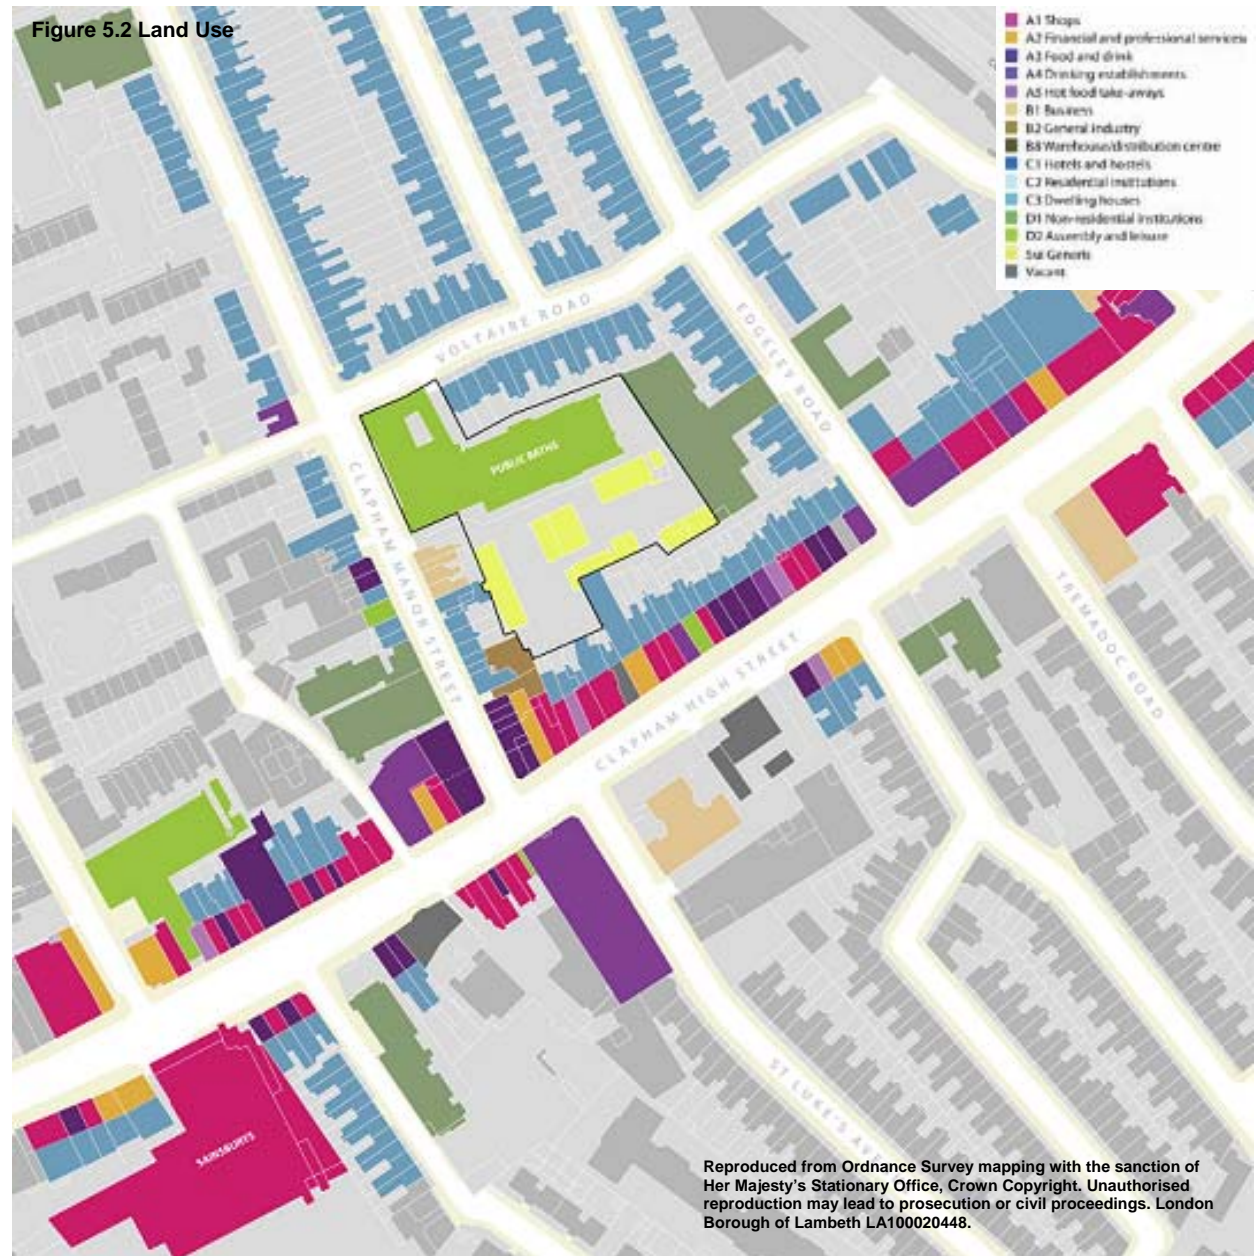 Figure 5.2 Land Use
A1 Shops
A2 Financial and professional services
A3 Food and drink
A4 Drinking establishments
A5 Hot food take-aways
B1 Business
B2 General industry
B8 Warehouse/distribution centre
C1 Hotels and hostels
C2 Residential institutions
C3 Dwelling houses
D1 Non-residential institutions
D2 Assembly and leisure
Sui Generis
Vacant
VOLTAIRE ROAD
EDGELEY ROAD
PUBLIC BATHS
CLAPHAM MANOR STREET
TREMADOC ROAD
CLAPHAM HIGH STREET
ST LUKE'S AVE
SAINSBURYS
Reproduced from Ordnance Survey mapping with the sanction of
Her Majesty's Stationary Office, Crown Copyright. Unauthorised
reproduction may lead to prosecution or civil proceedings. London
Borough of Lambeth LA100020448.